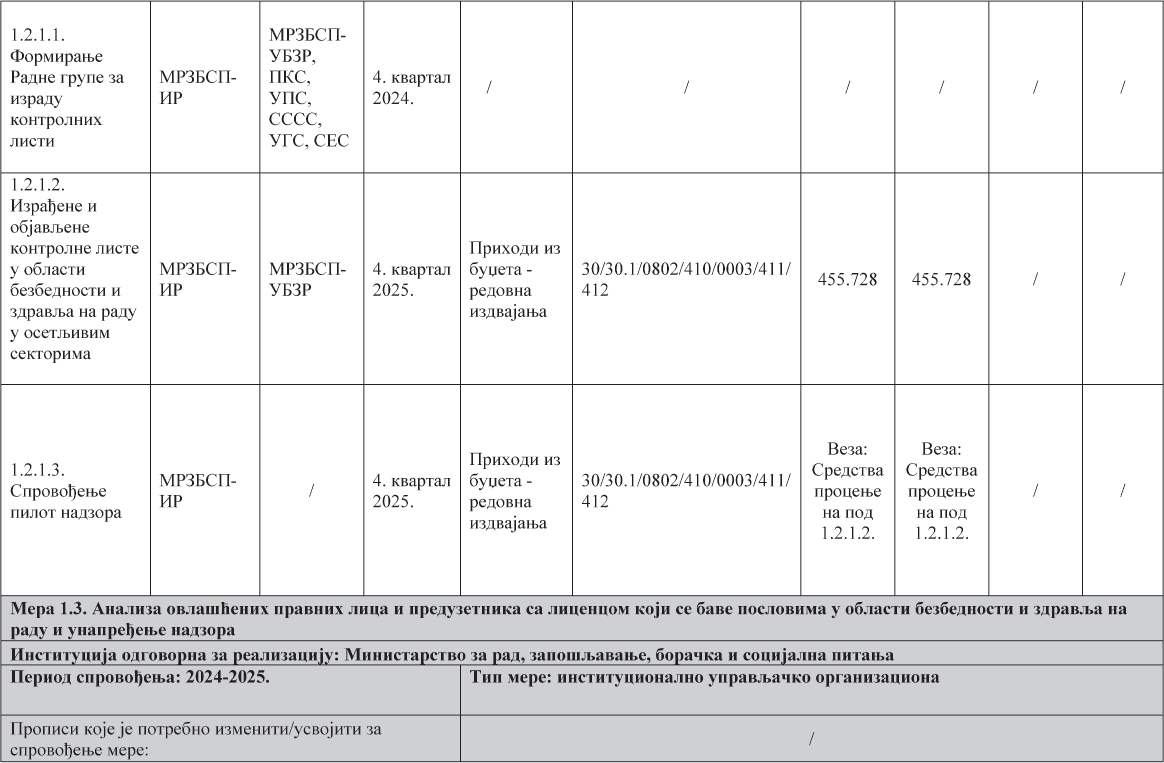 1.2.1.1.
Формирање
Радне групе за
израду
контролних
листи
МРЗБСП-
ИР
МРЗБСП-
УБЗР,
ПКС,
УПС,
СССС,
УГС, СЕС
4. квартал
2024.
/
/
/
/
/
/
1.2.1.2.
Израђене и
објављене
контролне листе
у области
безбедности и
здравља на раду
у осетљивим
секторима
МРЗБСП-
ИР
МРЗБСП-
УБЗР
4. квартал
2025.
Приходи из
буџета -
редовна
издвајања
30/30.1/0802/410/0003/411/
412
455.728
455.728
/
/
1.2.1.3.
Спровођење
пилот надзора
МРЗБСП-
ИР
/
4. квартал
2025.
Приходи из
буџета -
редовна
издвајања
30/30.1/0802/410/0003/411/
412
Веза:
Средства
процење
на под
1.2.1.2.
Веза:
Средства
процење
на под
1.2.1.2.
/
/
Мера 1.3. Анализа овлашћених правних лица и предузетника са лиценцом који се баве пословима у области безбедности и здравља на
раду и унапређење надзора
Институција одговорна за реализацију: Министарство за рад, запошљавање, борачка и социјална питања
Период спровођења: 2024-2025.
Тип мере: институционално управљачко организациона
Прописи које је потребно изменити/усвојити за
спровођење мере:
/